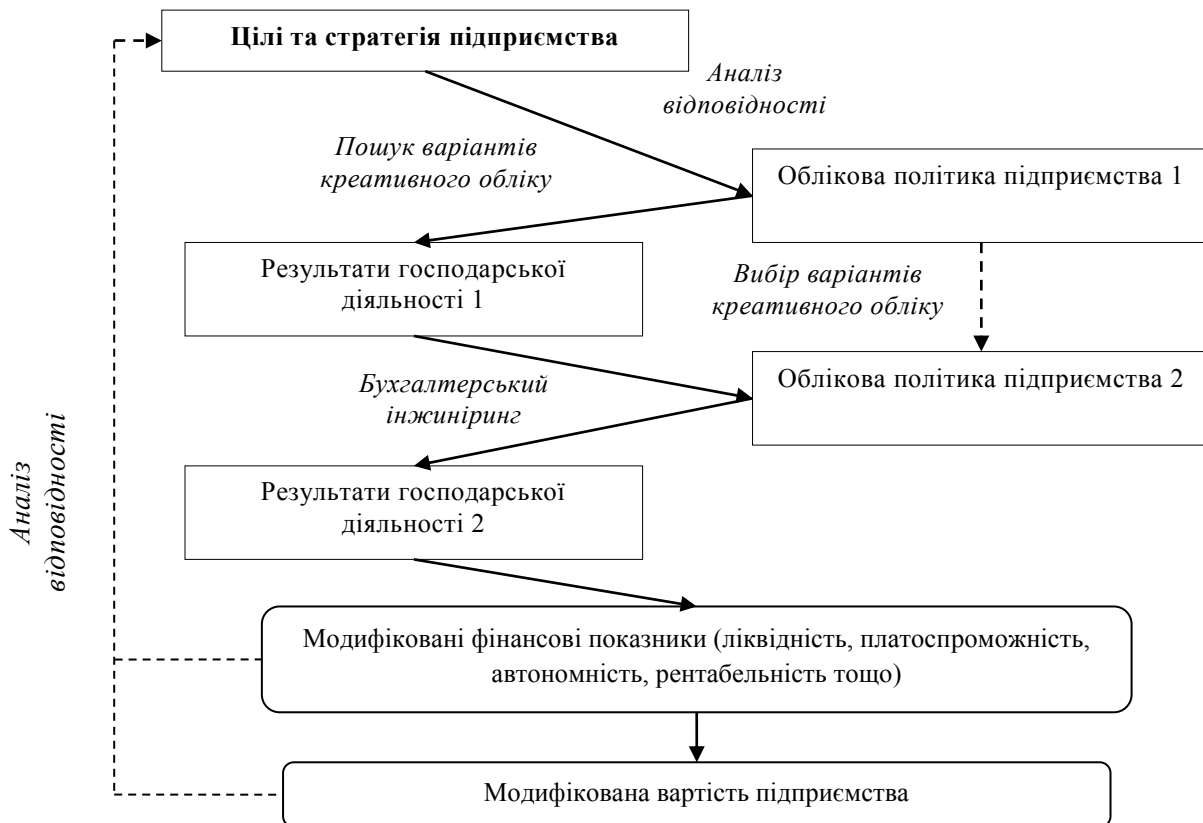 Цілі та стратегія підприємства
Аналіз
відповідності
Пошук варіантів
креативного обліку
Облікова політика підприємства 1
Результати господарської
діяльності 1
Вибір варіантів
креативного обліку
Облікова політика підприємства 2
Бухгалтерський
інжиніринг
Результати господарської
діяльності 2
Аналіз
відповідності
Модифіковані фінансові показники (ліквідність, платоспроможність,
автономність, рентабельність тощо)
Модифікована вартість підприємства